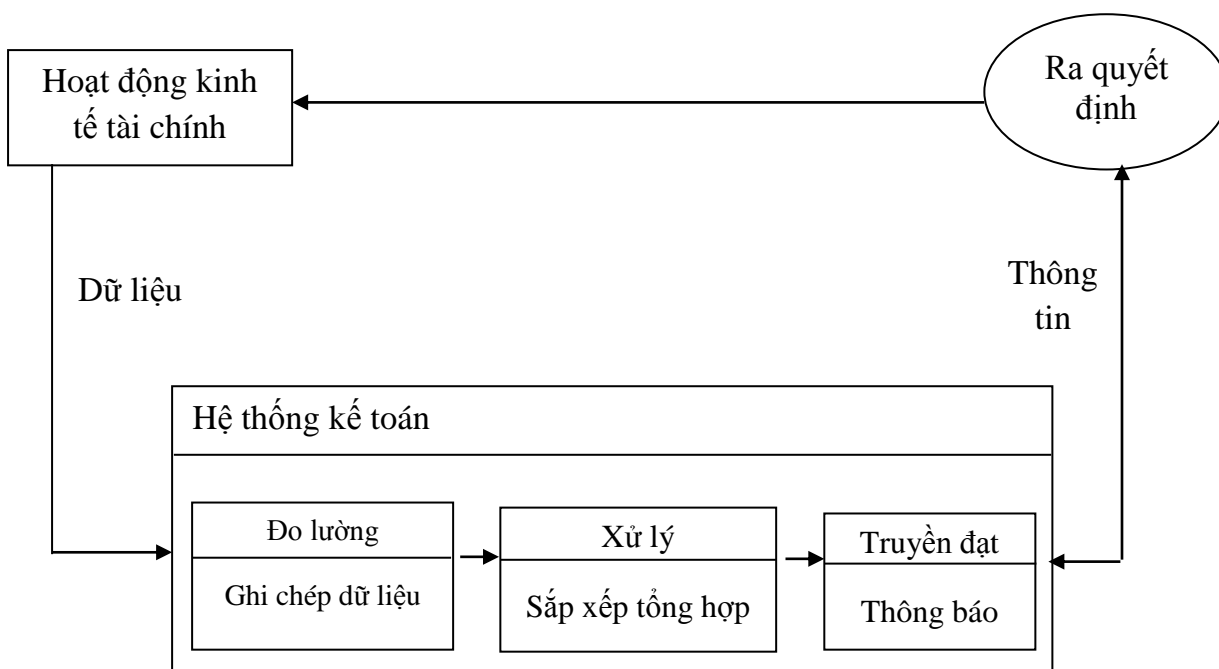 Hoạt động kinh
tế tài chính
Ra quyết
định
Dữ liệu
Thông
tin
Hệ thống kế toán
Đo lường
Ghi chép dữ liệu
Xử lý
Sắp xếp tổng hợp
Truyền đạt
Thông báo